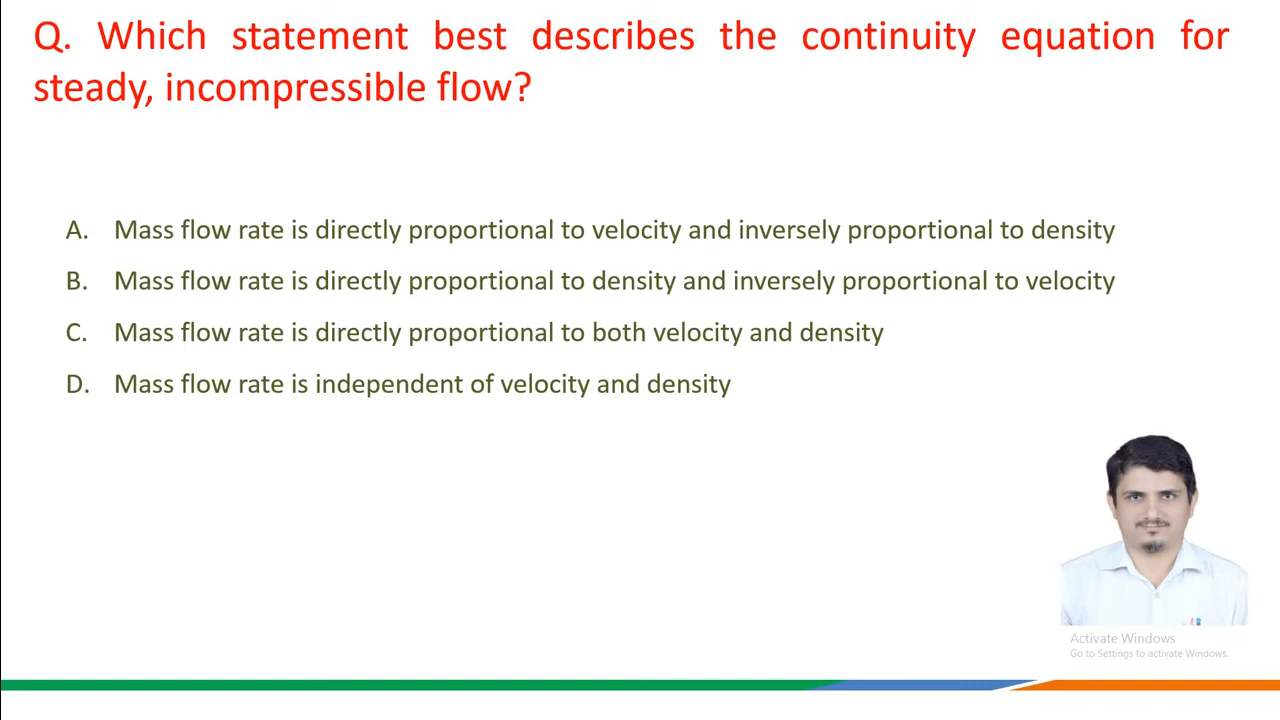 Q. Which statement best describes the continuity equation for
steady, incompressible flow?
A. Mass flow rate is directly proportional to velocity and inversely proportional to density
B. Mass flow rate is directly proportional to density and inversely proportional to velocity
C. Mass flow rate is directly proportional to both velocity and density
D. Mass flow rate is independent of velocity and density
Activate Windows
Go to Settings to activate Windows.